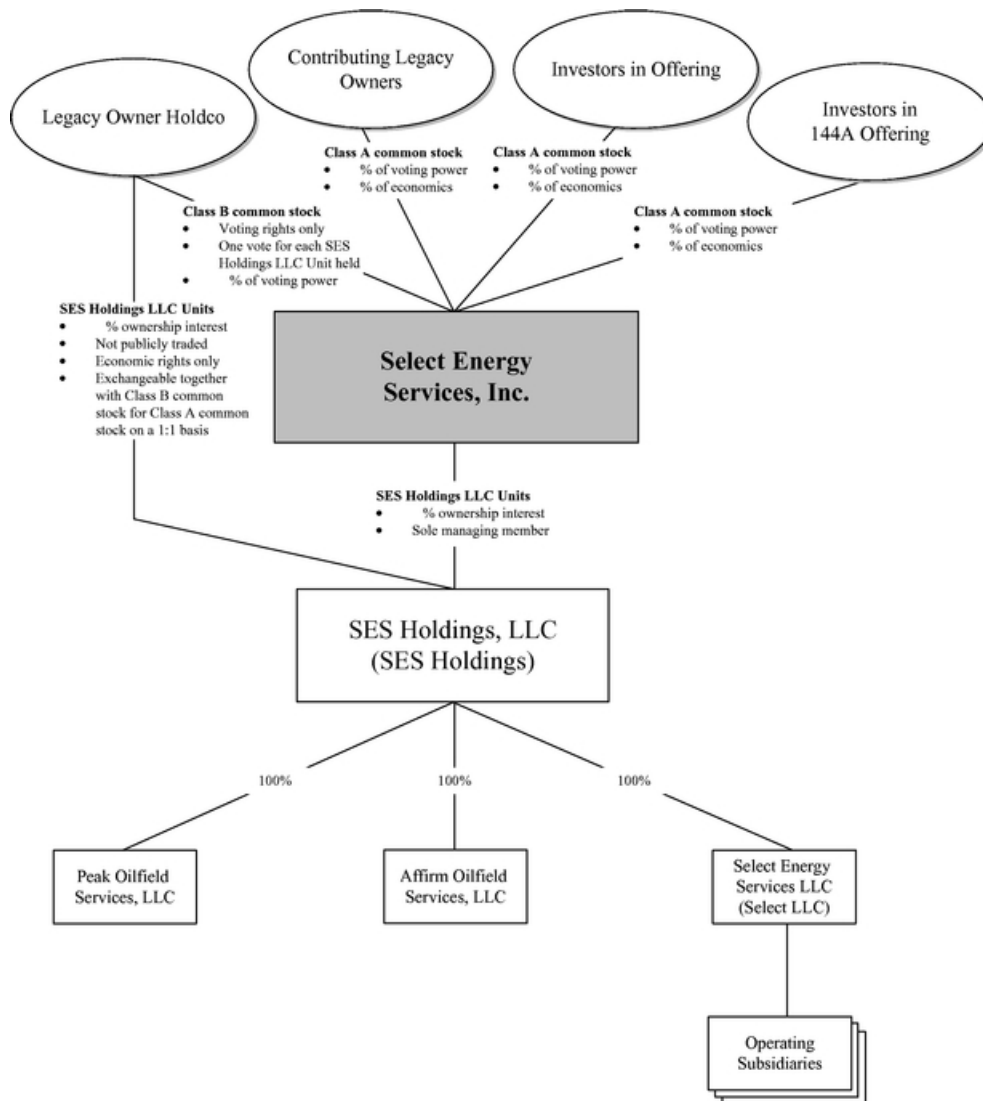 Contributing Legacy
Owners
Investors in Offering
Legacy Owner Holdco
Investors in
144A Offering
Class A common stock
• % of voting power
• % of economics
Class A common stock
• % of voting power
• % of economics
Class B common stock
• Voting rights only
• One vote for each SES
Holdings LLC Unit held
• % of voting power
Class A common stock
• % of voting power
• % of economics
SES Holdings LLC Units
• % ownership interest
• Not publicly traded
• Economic rights only
• Exchangeable together
with Class B common
stock for Class A common
stock on a 1:1 basis
Select Energy
Services, Inc.
SES Holdings LLC Units
• % ownership interest
• Sole managing member
SES Holdings, LLC
(SES Holdings)
100%
100%
100%
Peak Oilfield
Services, LLC
Affirm Oilfield
Services, LLC
Select Energy
Services LLC
(Select LLC)
Operating
Subsidiaries